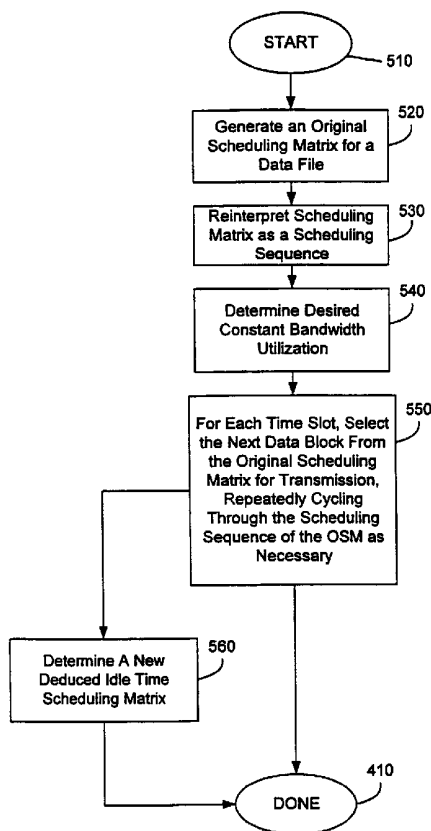 START
510
520
Generate an Original
Scheduling Matrix for a
Data File
530
Reinterpret Scheduling
Matrix as a Scheduling
Sequence
540
Determine Desired
Constant Bandwidth
Utilization
550
For Each Time Slot, Select
the Next Data Block From
the Original Scheduling
Matrix for Transmission,
Repeatedly Cycling
Through the Scheduling
Sequence of the OSM as
Necessary
560
Determine A New
Deduced Idle Time
Scheduling Matrix
410
DONE